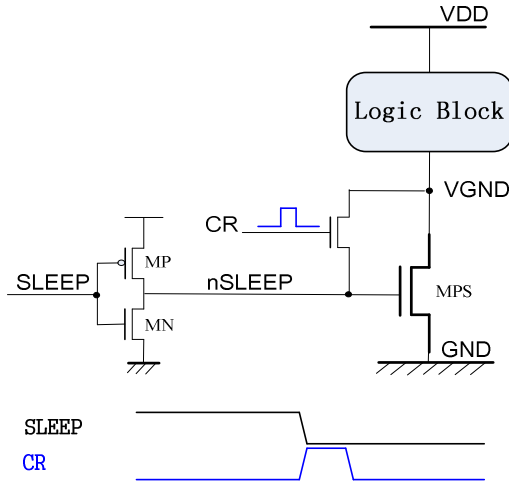 VDD
Logic Block
VGND
CR
MP
SLEEP
nSLEEP
MPS
MN
GND
SLEEP
CR